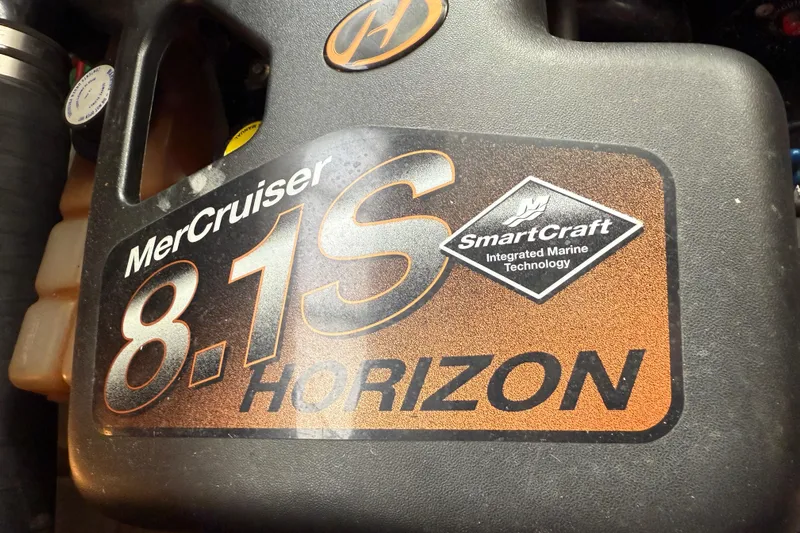 H
MerCruiser
8.1S
HORIZON
SmartCraft
Integrated Marine
Technology